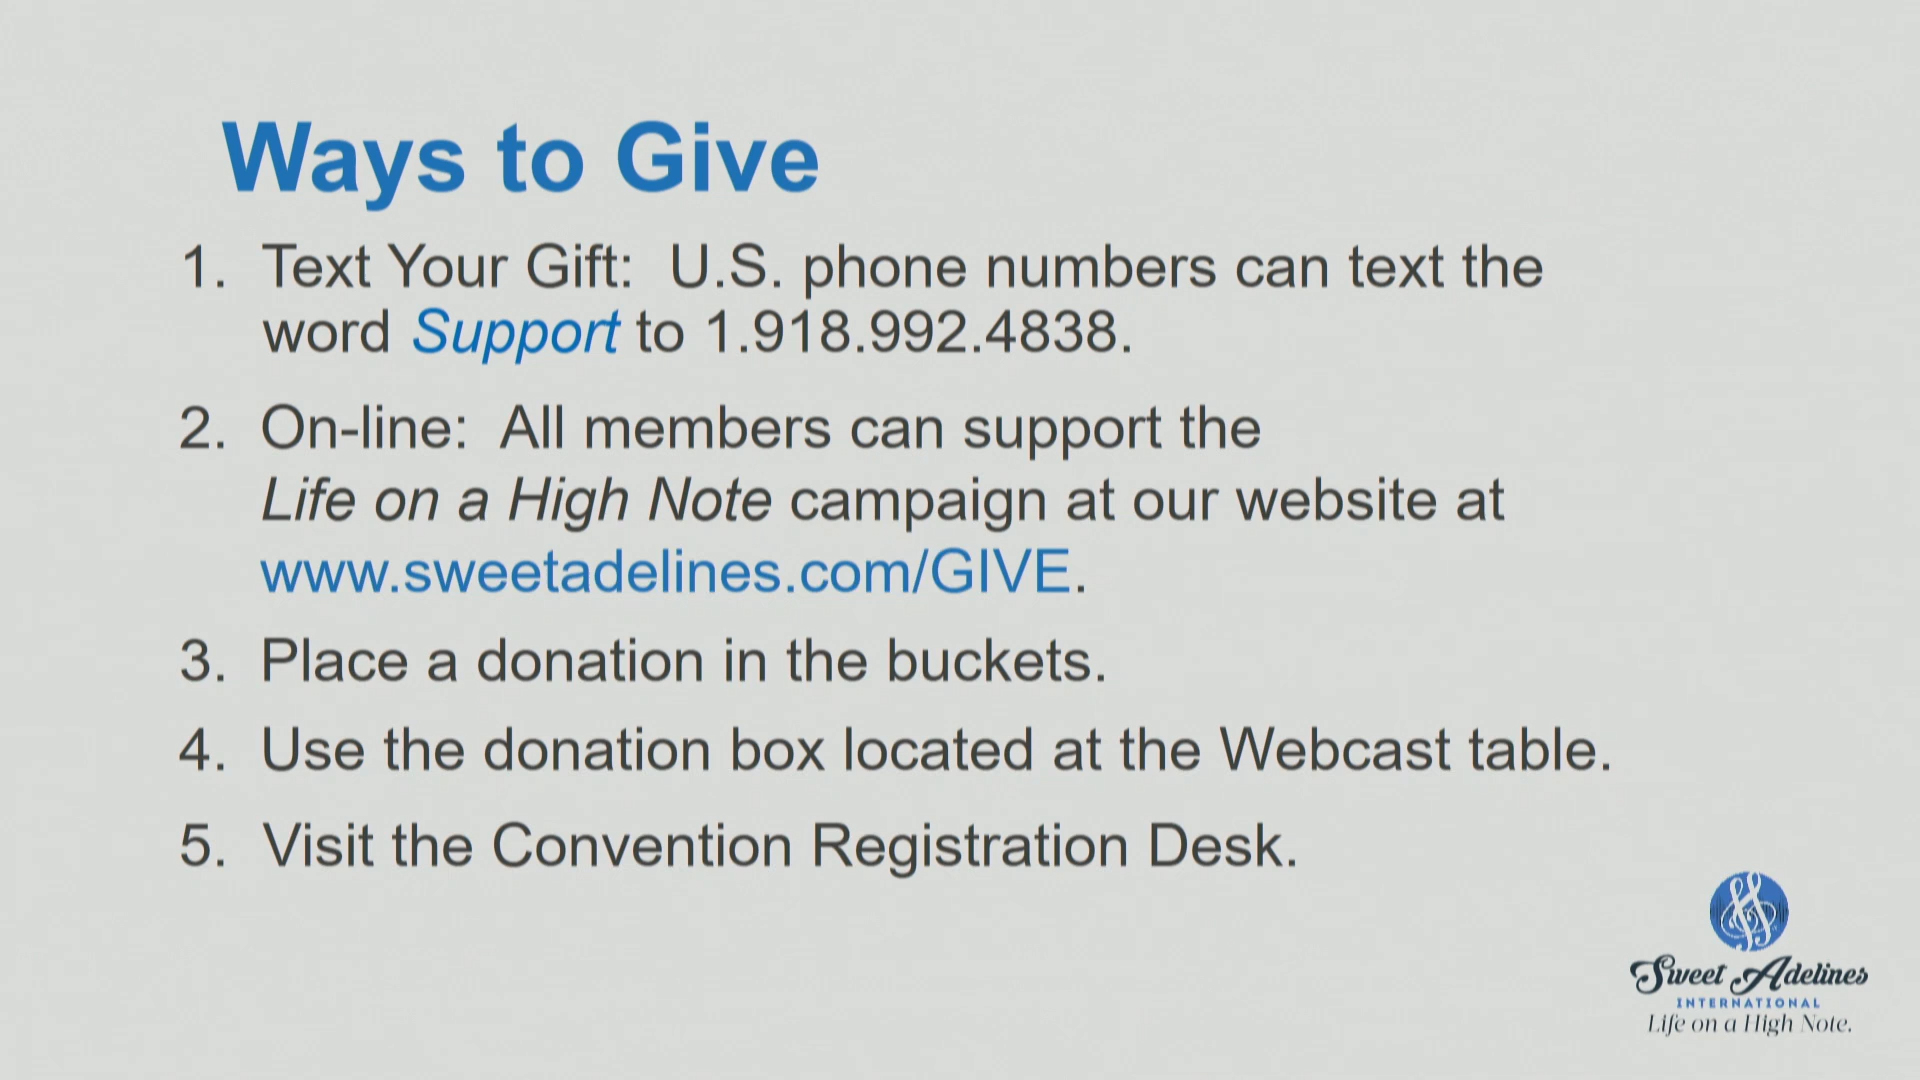 Ways to Give
1. Text Your Gift: U.S. phone numbers can text the
word Support to 1.918.992.4838.
2. On-line: All members can support the
Life on a High Note campaign at our website at
www.sweetadelines.com/GIVE.
3. Place a donation in the buckets.
4. Use the donation box located at the Webcast table.
5. Visit the Convention Registration Desk.
Sweet Adelines
INTERNATIONAL
Life on a High Note.